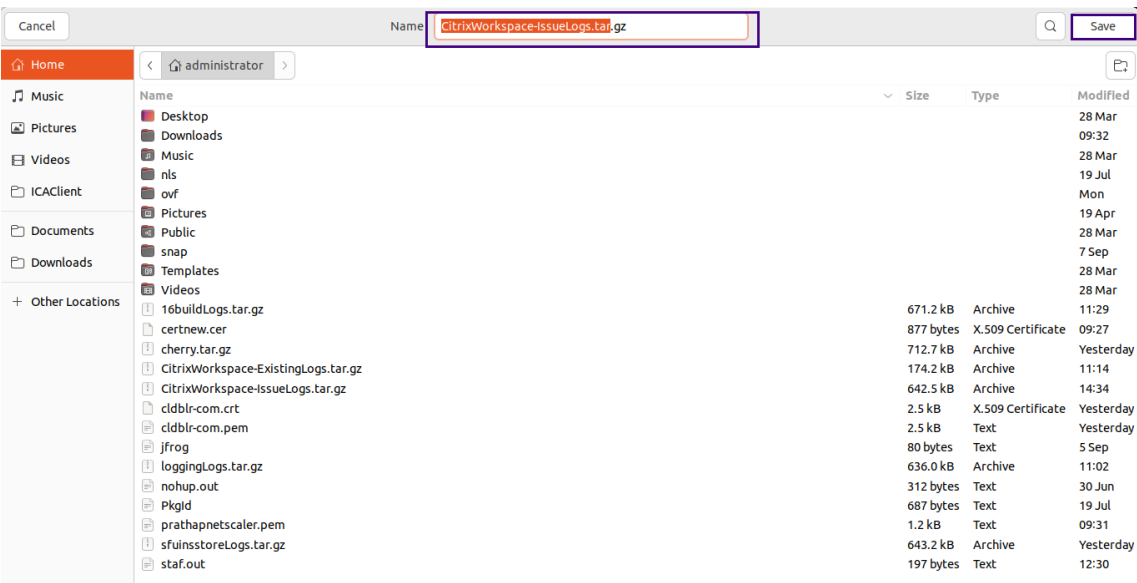 Cancel Name CitrixWorkspace-IssueLogs.tar.gz Save
Home administrator
Music Name Size Type Modified
Desktop 28 Mar
Pictures Downloads 09:32
Music 28 Mar
Videos nls 19 Jul
ICAClient ovf Mon
Pictures 19 Apr
Documents Public 28 Mar
snap 7 Sep
Downloads Templates 28 Mar
Videos 28 Mar
+ Other Locations 16buildLogs.tar.gz 671.2 kB Archive 11:29
certnew.cer 877 bytes X.509 Certificate 09:27
cherry.tar.gz 712.7 kB Archive Yesterday
CitrixWorkspace-ExistingLogs.tar.gz 174.2 kB Archive 11:14
CitrixWorkspace-IssueLogs.tar.gz 642.5 kB Archive 14:34
cldblr-com.crt 2.5 kB X.509 Certificate Yesterday
cldblr-com.pem 2.5 kB Text Yesterday
jfrog 80 bytes Text 5 Sep
loggingLogs.tar.gz 636.0 kB Archive 11:02
nohup.out 312 bytes Text 30 Jun
PkgId 687 bytes Text 19 Jul
prathapnetscaler.pem 1.2 kB Text 09:31
sfuinsstoreLogs.tar.gz 643.2 kB Archive Yesterday
staf.out 197 bytes Text 12:30